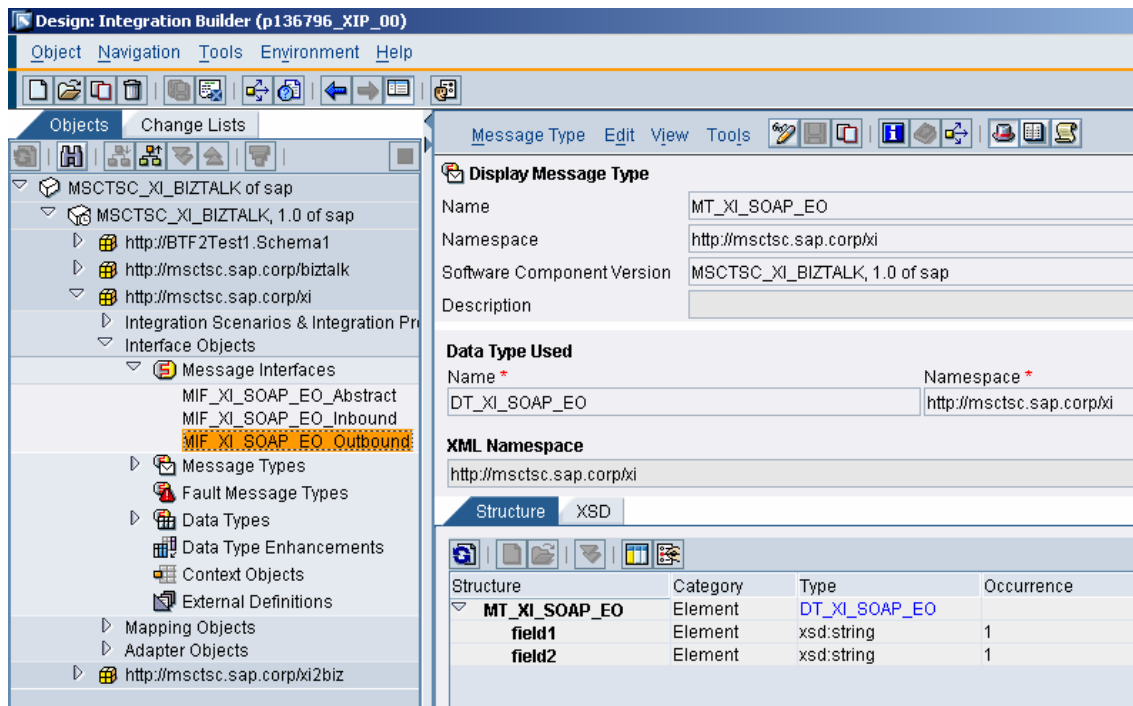 Design: Integration Builder (p136796_XIP_00)
Object Navigation Tools Environment Help
Objects Change Lists
MSCTSC_XI_BIZTALK of sap
MSCTSC_XI_BIZTALK, 1.0 of sap
http://BTF2Test1.Schema1
http://msctsc.sap.corp/biztalk
http://msctsc.sap.corp/xi
Integration Scenarios & Integration Pr
Interface Objects
Message Interfaces
MIF_XI_SOAP_EO_Abstract
MIF_XI_SOAP_EO_Inbound
MIF_XI_SOAP_EO_Outbound
Message Types
Fault Message Types
Data Types
Data Type Enhancements
Context Objects
External Definitions
Mapping Objects
Adapter Objects
http://msctsc.sap.corp/xi2biz
Message Type Edit View Tools
Display Message Type
Name MT_XI_SOAP_EO
Namespace http://msctsc.sap.corp/xi
Software Component Version MSCTSC_XI_BIZTALK, 1.0 of sap
Description
Data Type Used
Name * Namespace *
DT_XI_SOAP_EO http://msctsc.sap.corp/xi
XML Namespace
http://msctsc.sap.corp/xi
Structure XSD
Structure Category Type Occurrence
MT_XI_SOAP_EO Element DT_XI_SOAP_EO
field1 Element xsd:string 1
field2 Element xsd:string 1